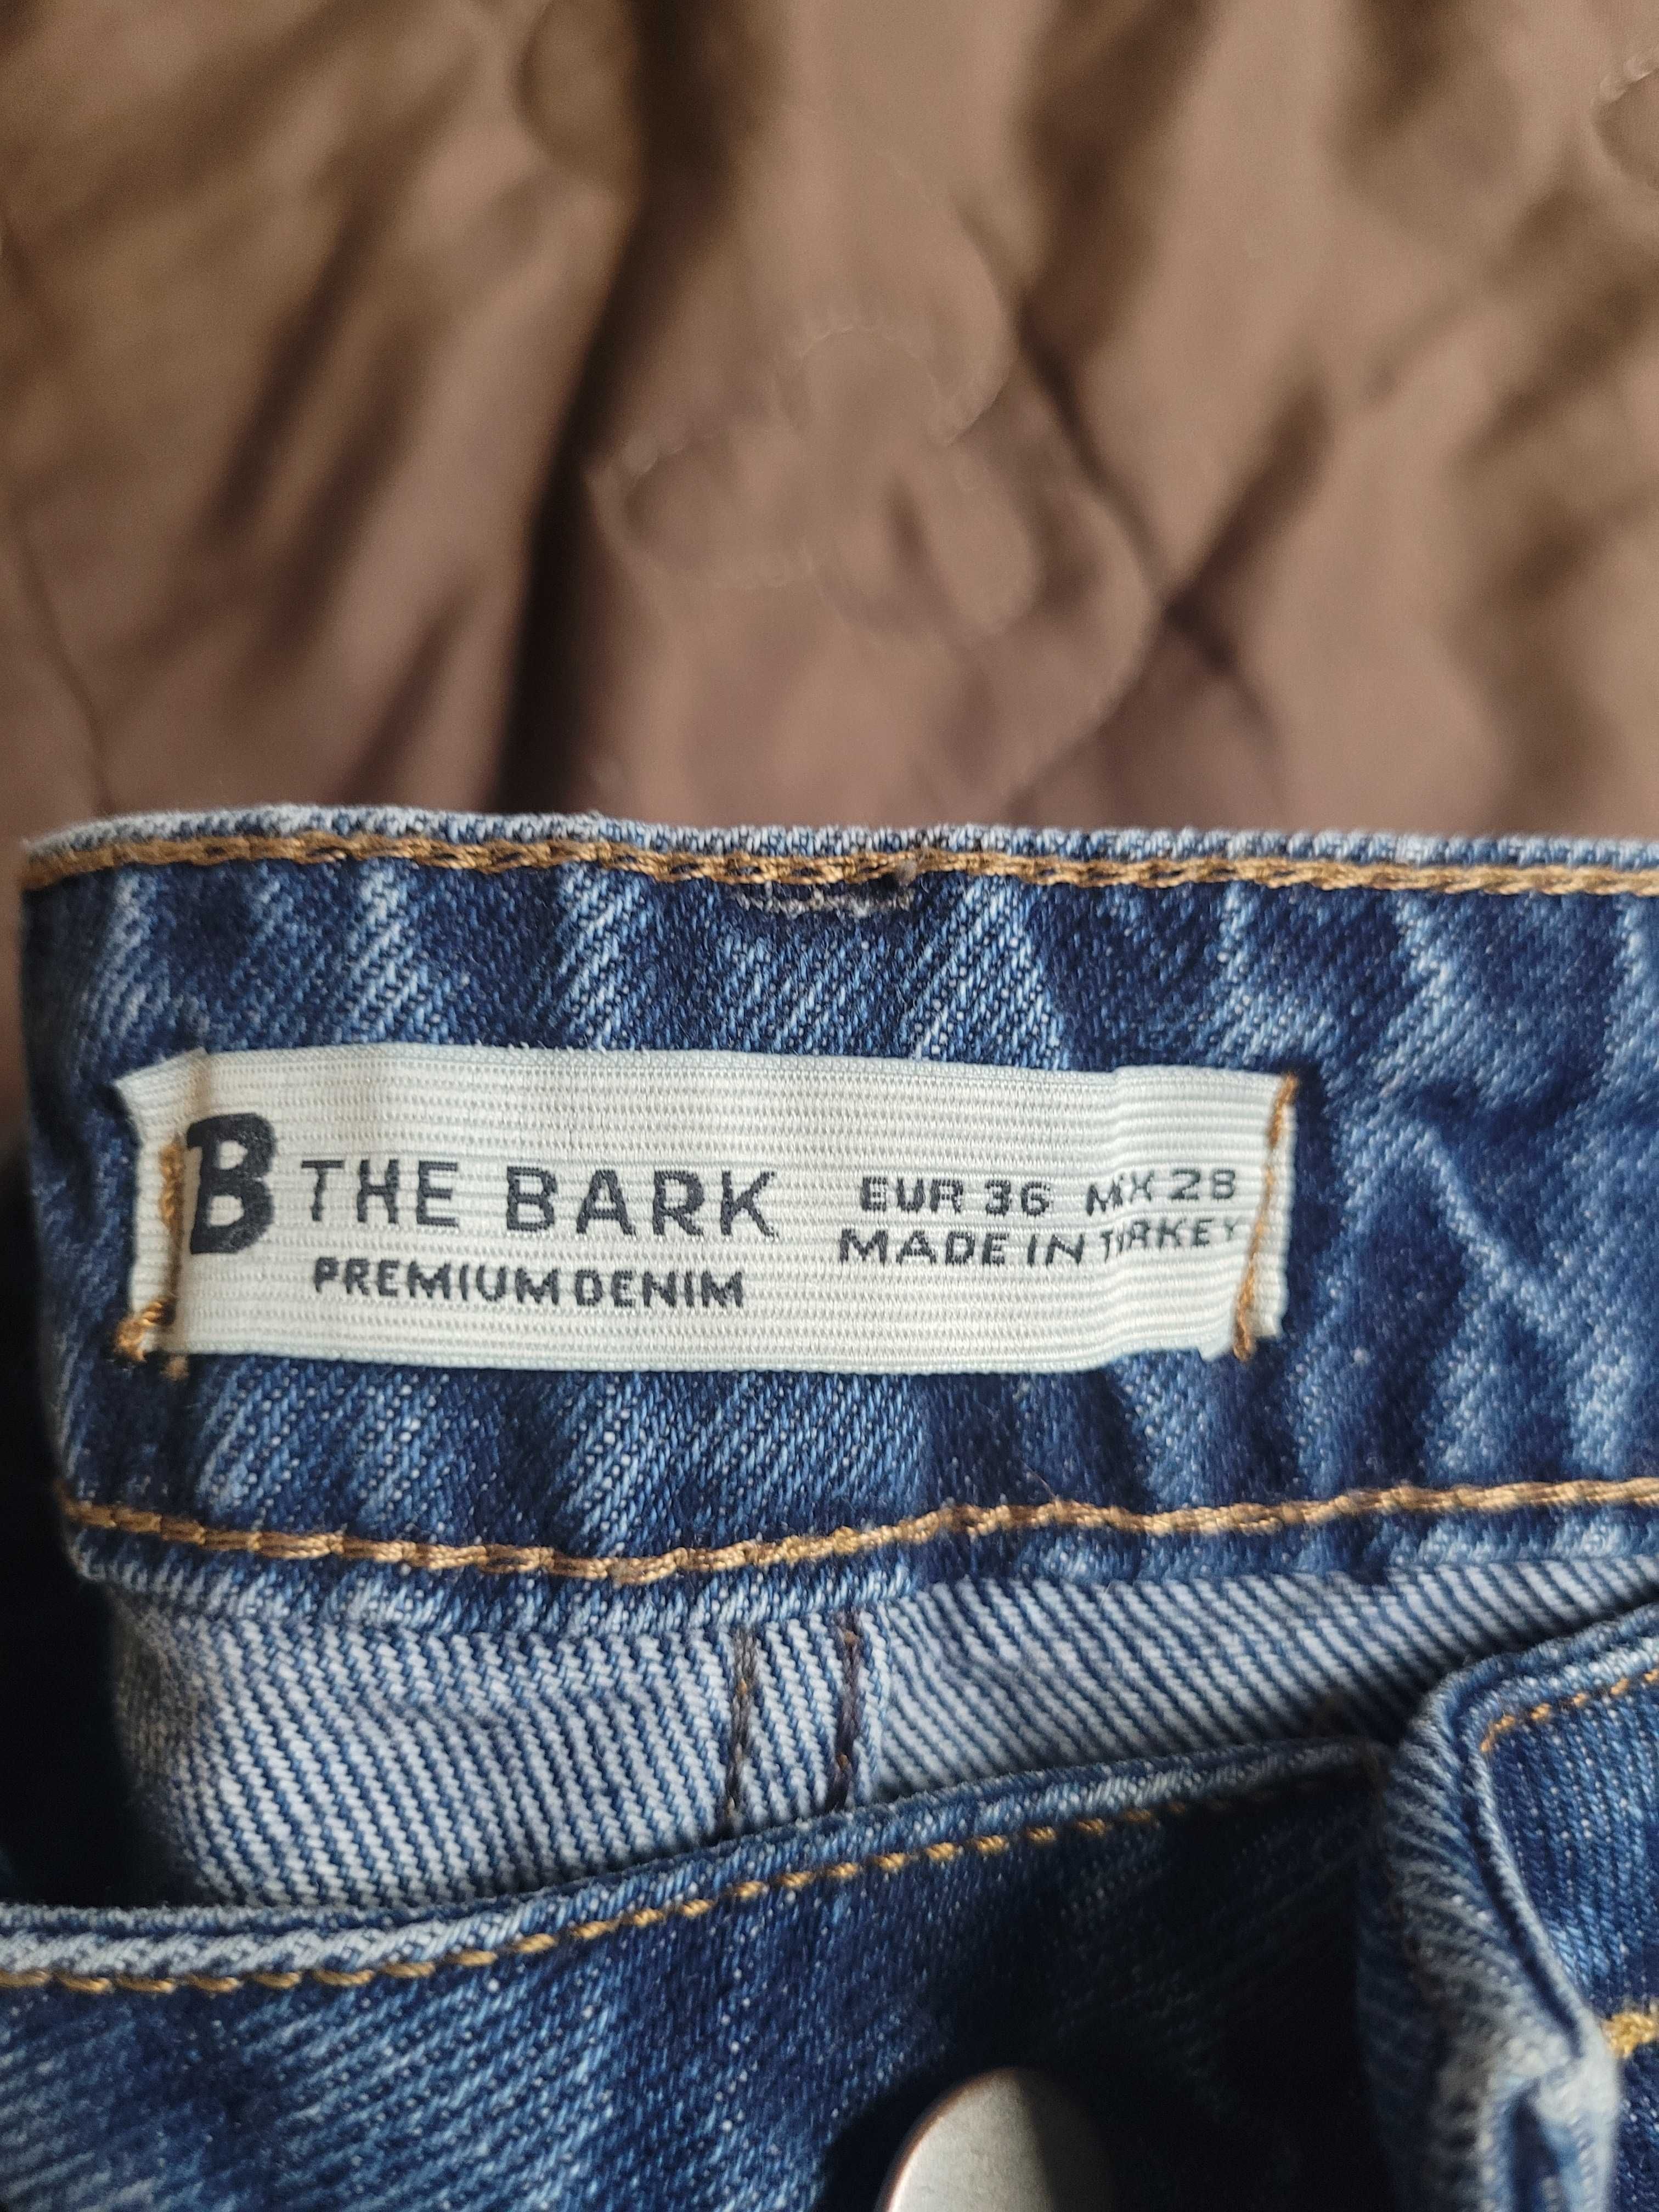 B THE BARK
PREMIUM DENIM
EUR 36 MX 28
MADE IN TURKEY